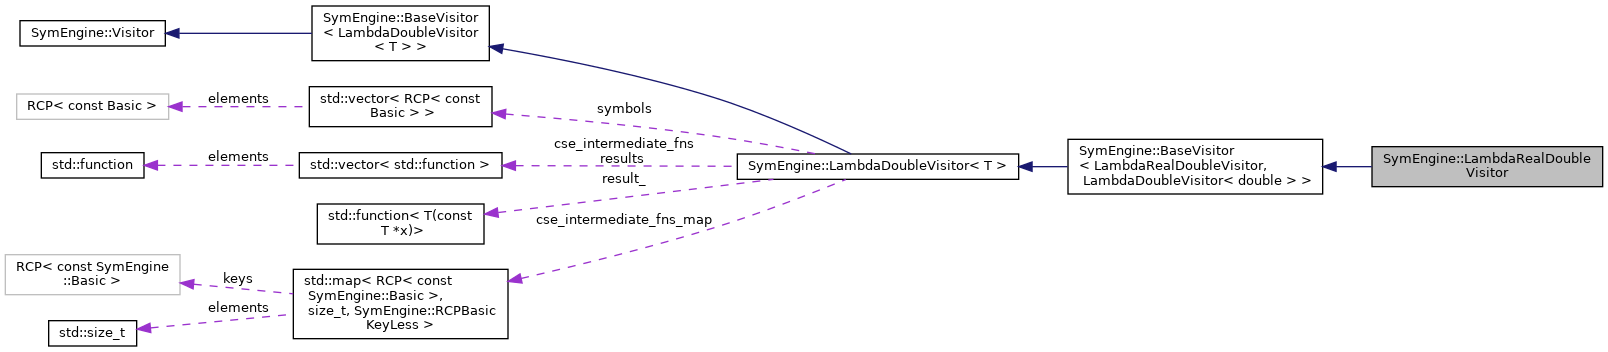 SymEngine::Visitor
SymEngine::BaseVisitor
< LambdaDoubleVisitor
< T > >
RCP< const Basic >
elements
std::vector< RCP< const
Basic > >
symbols
std::function
elements
std::vector< std::function >
cse_intermediate_fns
results
SymEngine::LambdaDoubleVisitor< T >
SymEngine::BaseVisitor
< LambdaRealDoubleVisitor,
LambdaDoubleVisitor< double > >
SymEngine::LambdaRealDouble
Visitor
result_
std::function< T(const
T *x)>
cse_intermediate_fns_map
RCP< const SymEngine
::Basic >
keys
std::map< RCP< const
SymEngine::Basic >,
size_t, SymEngine::RCPBasic
KeyLess >
elements
std::size_t